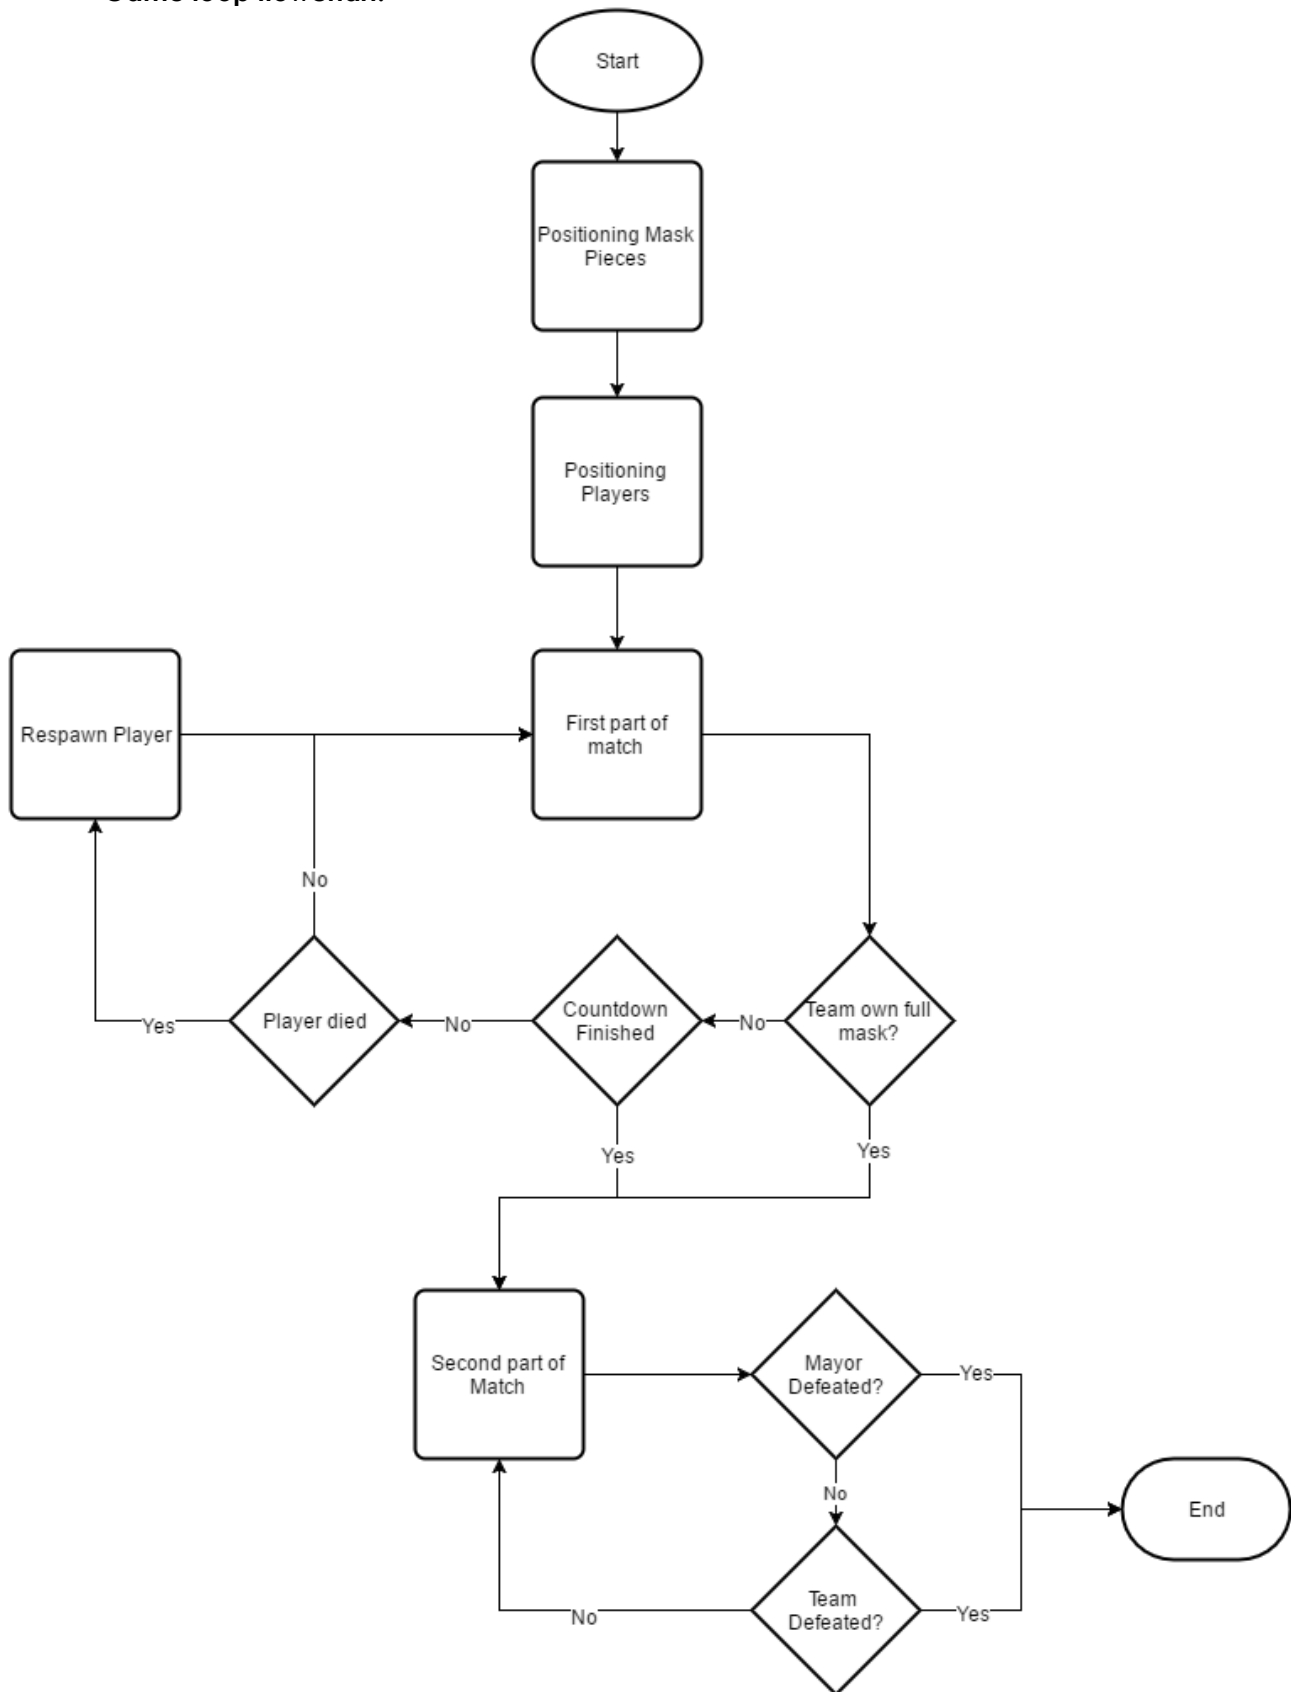 Start
Positioning Mask
Pieces
Positioning
Players
Respawn Player
First part of
match
No
Player died
Countdown
Finished
Team own full
mask?
Yes
No
No
Yes
Yes
Second part of
Match
Mayor
Defeated?
Yes
No
End
Team
Defeated?
No
Yes